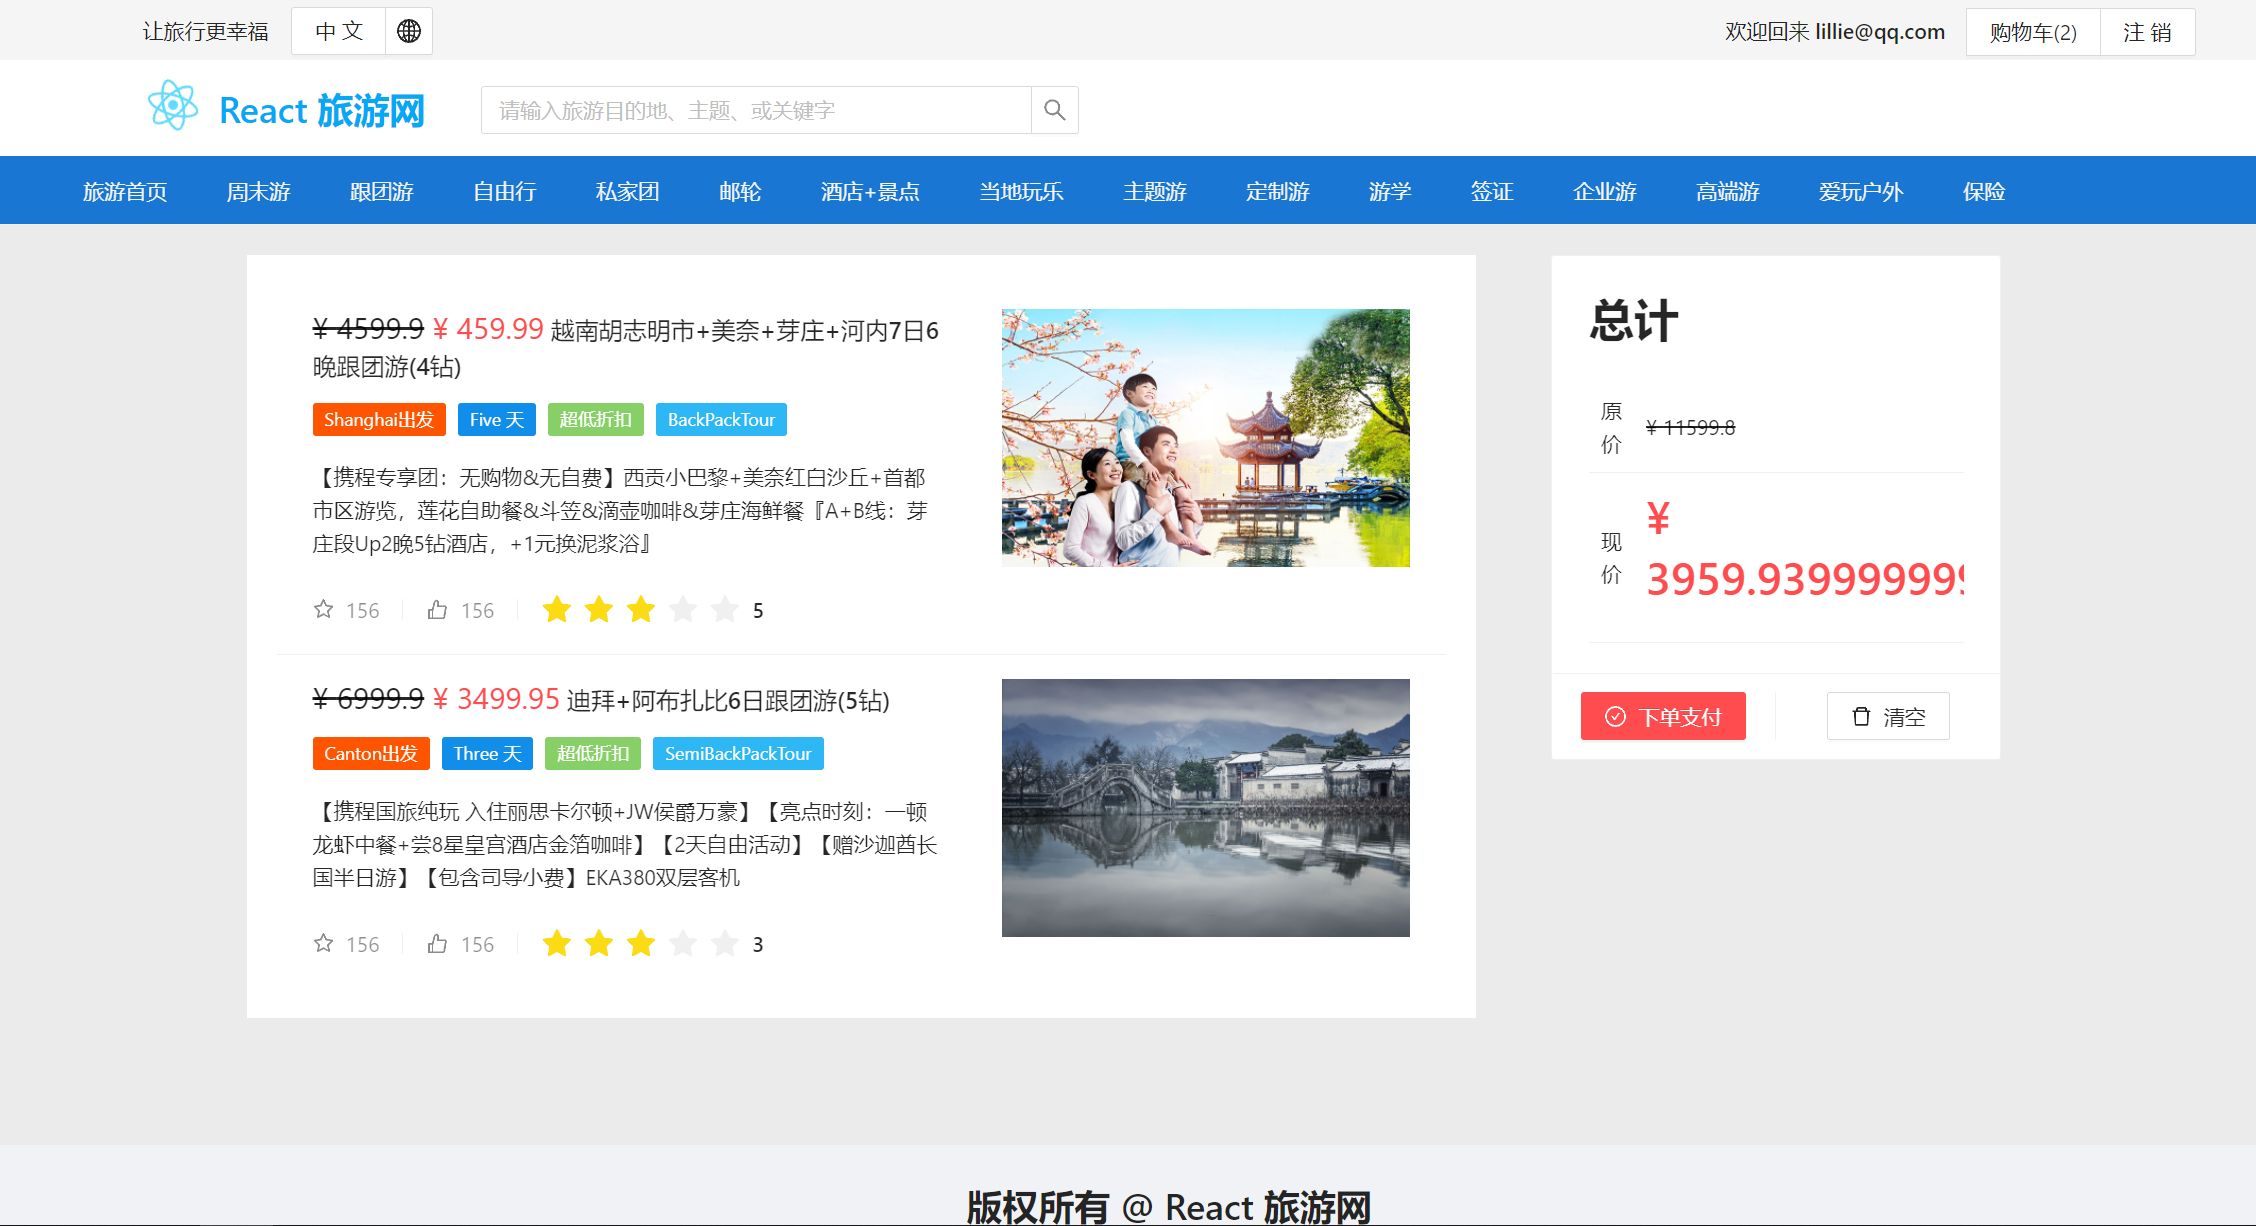 让旅行更幸福 中 文 欢迎回来 lillie@qq.com 购物车(2) 注 销
React 旅游网 请输入旅游目的地、主题、或关键字
旅游首页 周末游 跟团游 自由行 私家团 邮轮 酒店+景点 当地玩乐 主题游 定制游 游学 签证 企业游 高端游 爱玩户外 保险
¥ 4599.9 ¥ 459.99 越南胡志明市+美奈+芽庄+河内7日6
晚跟团游(4钻)
Shanghai出发 Five 天 超低折扣 BackPackTour
【携程专享团：无购物&无自费】西贡小巴黎+美奈红白沙丘+首都
市区游览，莲花自助餐&斗笠&滴壶咖啡&芽庄海鲜餐『A+B线：芽
庄段Up2晚5钻酒店，+1元换泥浆浴』
156 156 5
¥ 6999.9 ¥ 3499.95 迪拜+阿布扎比6日跟团游(5钻)
Canton出发 Three 天 超低折扣 SemiBackPackTour
【携程国旅纯玩 入住丽思卡尔顿+JW侯爵万豪】【亮点时刻：一顿
龙虾中餐+尝8星皇宫酒店金箔咖啡】【2天自由活动】【赠沙迦酋长
国半日游】【包含司导小费】EKA380双层客机
156 156 3
总计
原
价
¥ 11599.8
现
价
¥
3959.939999999
下单支付 清空
版权所有 @ React 旅游网